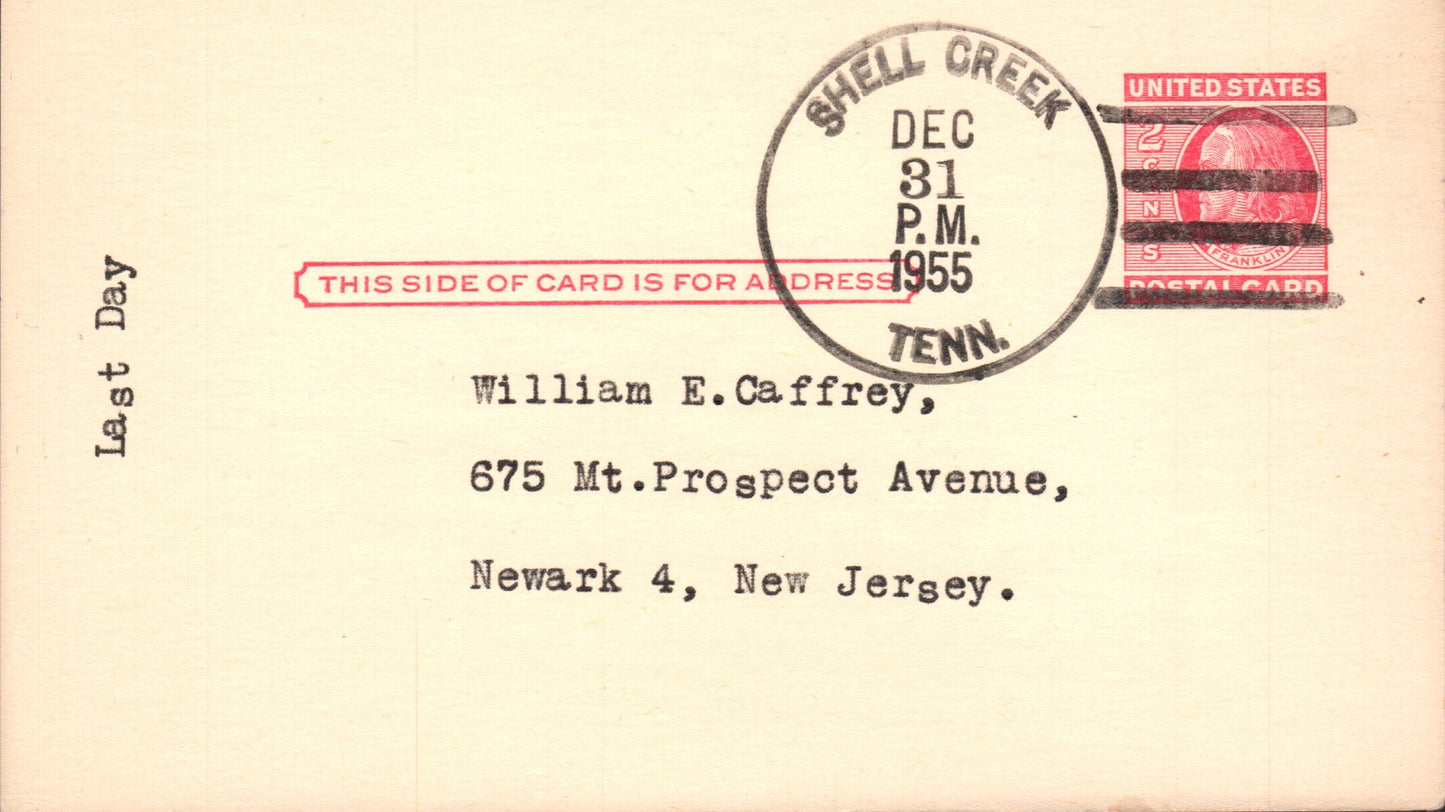 SHELL CREEK
DEC
31
P.M.
1955
TENN.
UNITED STATES
2
CENTS
FRANKLIN
POSTAL CARD
THIS SIDE OF CARD IS FOR ADDRESS
Last Day
William E.Caffrey,
675 Mt.Prospect Avenue,
Newark 4, New Jersey.